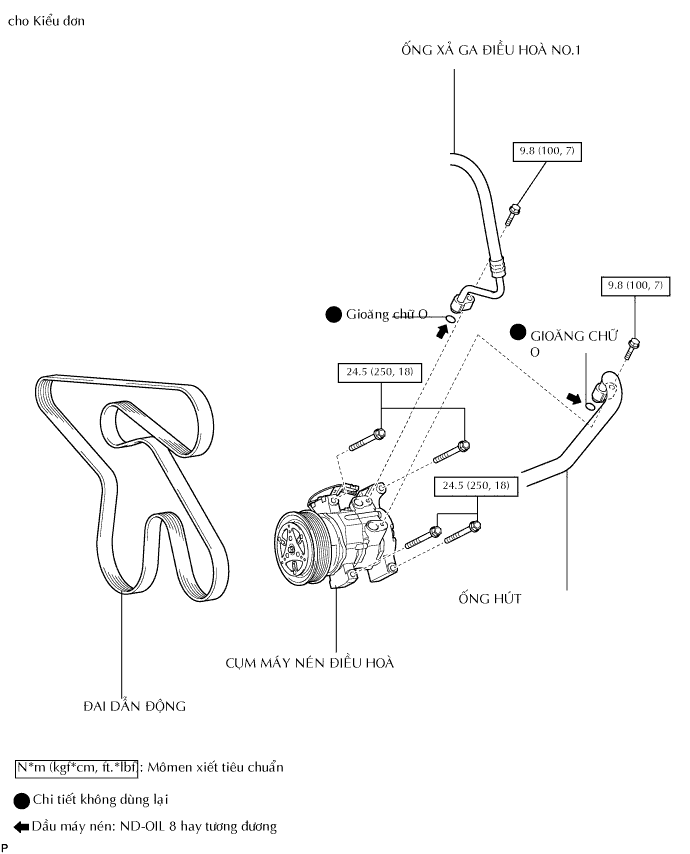 cho Kiểu đơn
ỐNG XẢ GA ĐIỀU HOÀ NO.1
9.8 (100, 7)
9.8 (100, 7)
Gioăng chữ O
GIOĂNG CHỮ
O
24.5 (250, 18)
24.5 (250, 18)
ỐNG HÚT
CỤM MÁY NÉN ĐIỀU HOÀ
ĐAI DẪN ĐỘNG
N*m (kgf*cm, ft.*lbf) : Mômen xiết tiêu chuẩn
Chi tiết không dùng lại
Dầu máy nén: ND-OIL 8 hay tương đương
P